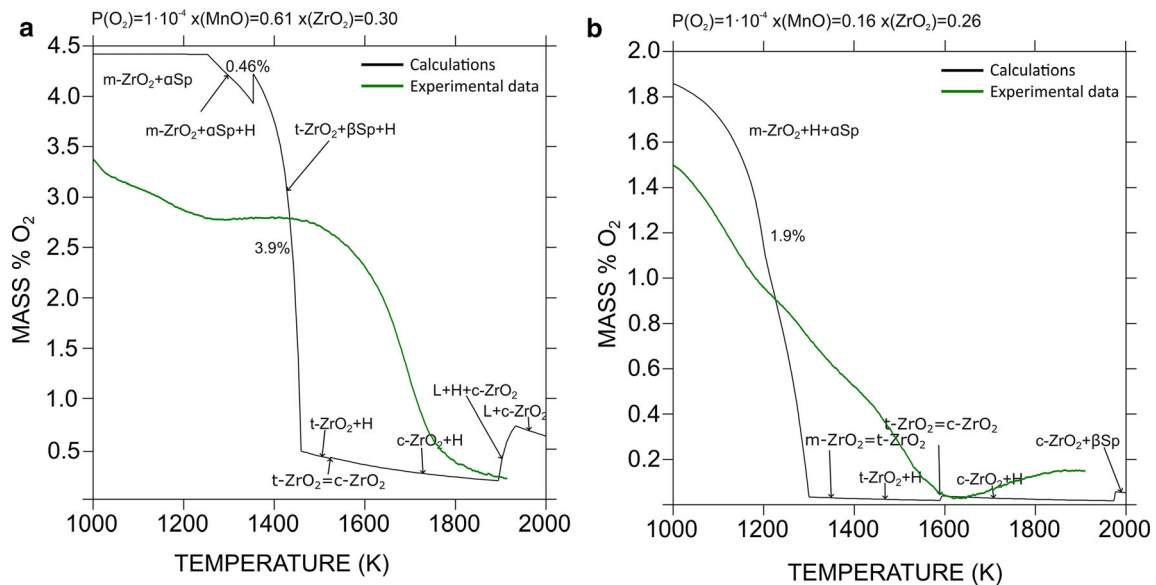 a
P(O₂)=1·10⁻⁴ x(MnO)=0.61 x(ZrO₂)=0.30
MASS % O₂
4.5
4.0
3.5
3.0
2.5
2.0
1.5
1.0
0.5
m-ZrO₂+ɑSp
0.46%
Calculations
Experimental data
m-ZrO₂+ɑSp+H
t-ZrO₂+βSp+H
3.9%
L+H+c-ZrO₂
L+c-ZrO₂
t-ZrO₂+H
c-ZrO₂+H
t-ZrO₂=c-ZrO₂
1000 1200 1400 1600 1800 2000
TEMPERATURE (K)
b
P(O₂)=1·10⁻⁴ x(MnO)=0.16 x(ZrO₂)=0.26
MASS % O₂
2.0
1.8
1.6
1.4
1.2
1.0
0.8
0.6
0.4
0.2
Calculations
Experimental data
m-ZrO₂+H+ɑSp
1.9%
t-ZrO₂=c-ZrO₂
m-ZrO₂=t-ZrO₂
c-ZrO₂+βSp
t-ZrO₂+H
c-ZrO₂+H
1000 1200 1400 1600 1800 2000
TEMPERATURE (K)